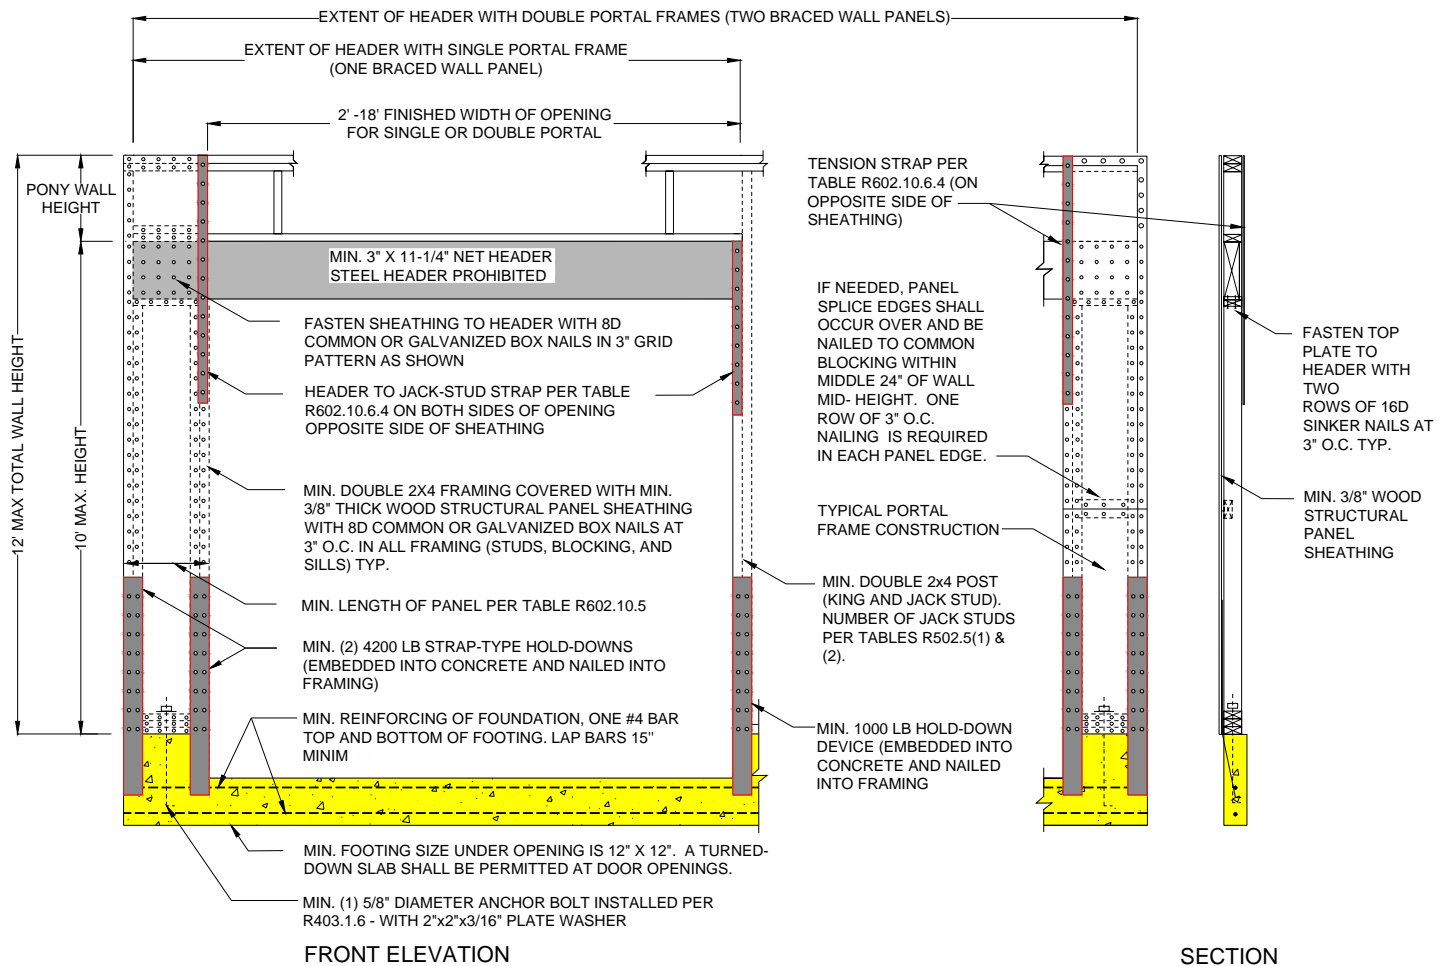 EXTENT OF HEADER WITH DOUBLE PORTAL FRAMES (TWO BRACED WALL PANELS)
EXTENT OF HEADER WITH SINGLE PORTAL FRAME
(ONE BRACED WALL PANEL)
2' -18' FINISHED WIDTH OF OPENING
FOR SINGLE OR DOUBLE PORTAL
PONY WALL
HEIGHT
12' MAX TOTAL WALL HEIGHT
10' MAX. HEIGHT
MIN. 3" X 11-1/4" NET HEADER
STEEL HEADER PROHIBITED
FASTEN SHEATHING TO HEADER WITH 8D
COMMON OR GALVANIZED BOX NAILS IN 3" GRID
PATTERN AS SHOWN
HEADER TO JACK-STUD STRAP PER TABLE
R602.10.6.4 ON BOTH SIDES OF OPENING
OPPOSITE SIDE OF SHEATHING
MIN. DOUBLE 2X4 FRAMING COVERED WITH MIN.
3/8" THICK WOOD STRUCTURAL PANEL SHEATHING
WITH 8D COMMON OR GALVANIZED BOX NAILS AT
3" O.C. IN ALL FRAMING (STUDS, BLOCKING, AND
SILLS) TYP.
MIN. LENGTH OF PANEL PER TABLE R602.10.5
MIN. (2) 4200 LB STRAP-TYPE HOLD-DOWNS
(EMBEDDED INTO CONCRETE AND NAILED INTO
FRAMING)
MIN. REINFORCING OF FOUNDATION, ONE #4 BAR
TOP AND BOTTOM OF FOOTING. LAP BARS 15"
MINIM
MIN. FOOTING SIZE UNDER OPENING IS 12" X 12".  A TURNED-
DOWN SLAB SHALL BE PERMITTED AT DOOR OPENINGS.
MIN. (1) 5/8" DIAMETER ANCHOR BOLT INSTALLED PER
R403.1.6 - WITH 2"x2"x3/16" PLATE WASHER
FRONT ELEVATION
TENSION STRAP PER
TABLE R602.10.6.4 (ON
OPPOSITE SIDE OF
SHEATHING)
IF NEEDED, PANEL
SPLICE EDGES SHALL
OCCUR OVER AND BE
NAILED TO COMMON
BLOCKING WITHIN
MIDDLE 24" OF WALL
MID- HEIGHT.  ONE
ROW OF 3" O.C.
NAILING  IS REQUIRED
IN EACH PANEL EDGE.
TYPICAL PORTAL
FRAME CONSTRUCTION
MIN. DOUBLE 2x4 POST
(KING AND JACK STUD).
NUMBER OF JACK STUDS
PER TABLES R502.5(1) &
(2).
MIN. 1000 LB HOLD-DOWN
DEVICE (EMBEDDED INTO
CONCRETE AND NAILED
INTO FRAMING
FASTEN TOP
PLATE TO
HEADER WITH
TWO
ROWS OF 16D
SINKER NAILS AT
3" O.C. TYP.
MIN. 3/8" WOOD
STRUCTURAL
PANEL
SHEATHING
SECTION